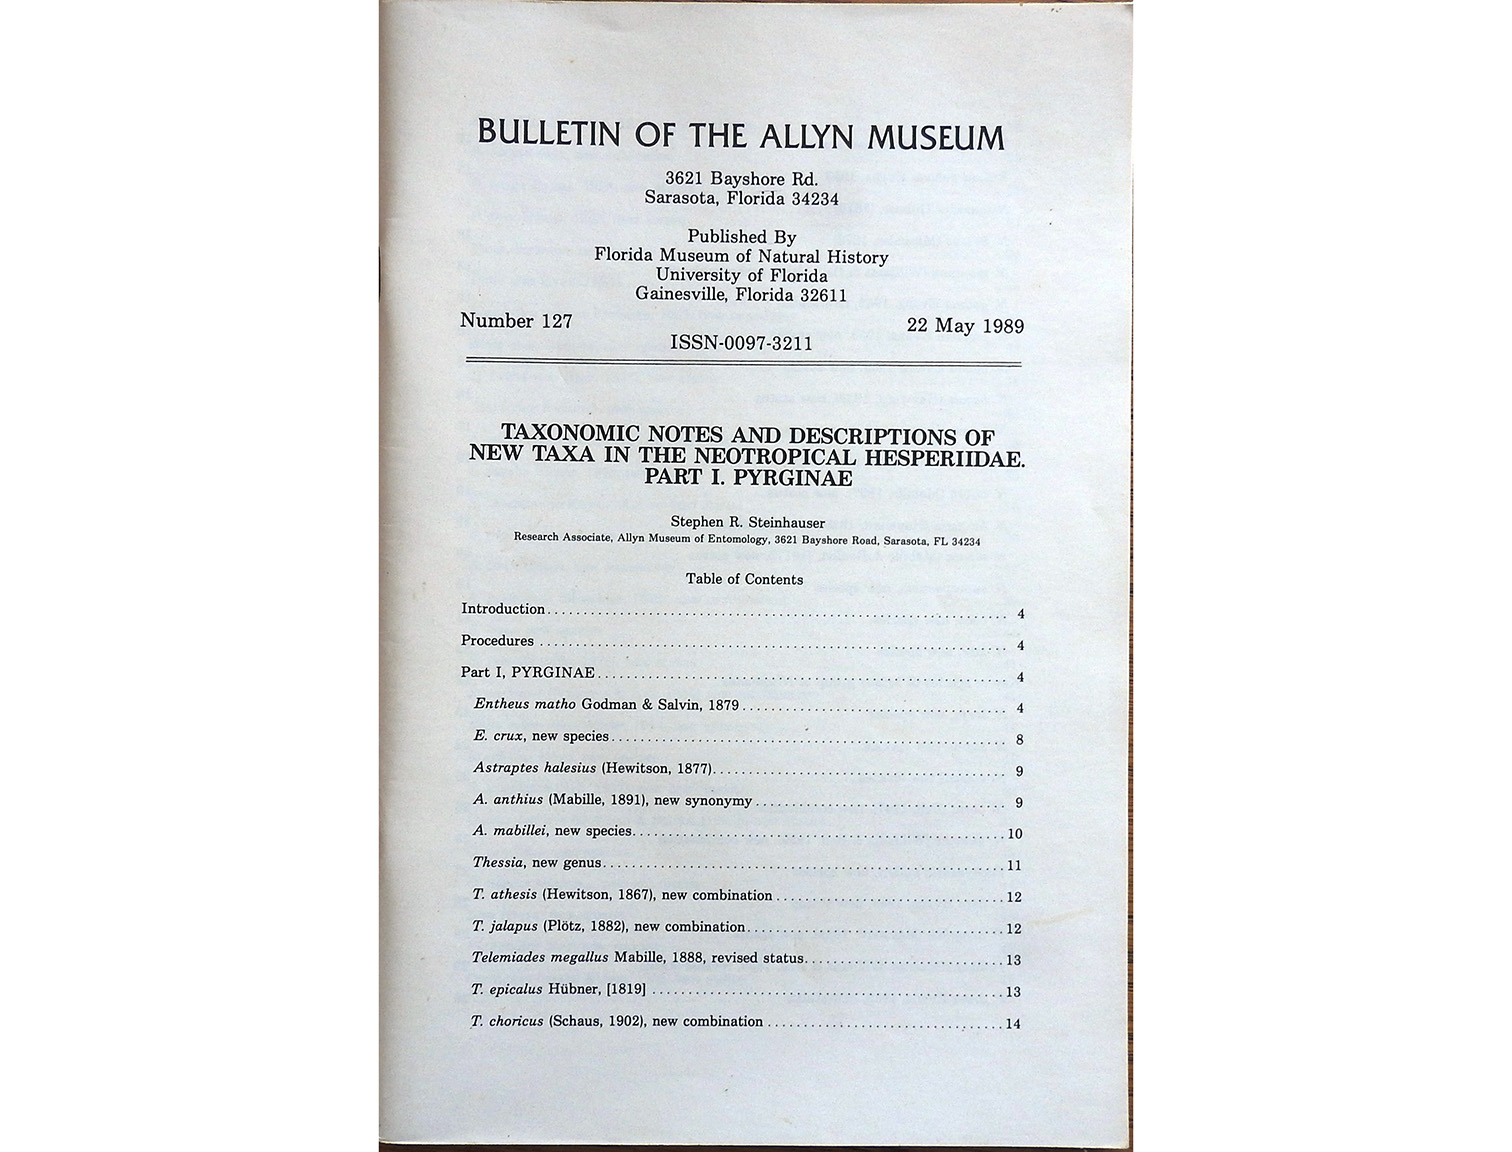 BULLETIN OF THE ALLYN MUSEUM
3621 Bayshore Rd.
Sarasota, Florida 34234
Published By
Florida Museum of Natural History
University of Florida
Gainesville, Florida 32611
Number 127 22 May 1989
ISSN-0097-3211
TAXONOMIC NOTES AND DESCRIPTIONS OF
NEW TAXA IN THE NEOTROPICAL HESPERIIDAE.
PART I. PYRGINAE
Stephen R. Steinhauser
Research Associate, Allyn Museum of Entomology, 3621 Bayshore Road, Sarasota, FL 34234
Table of Contents
Introduction . . . . . 4
Procedures . . . . . 4
Part I, PYRGINAE . . . . . 4
Entheus matho Godman & Salvin, 1879 . . . . . 4
E. crux, new species . . . . . 8
Astraptes halesius (Hewitson, 1877) . . . . . 9
A. anthius (Mabille, 1891), new synonymy . . . . . 9
A. mabillei, new species . . . . . 10
Thessia, new genus . . . . . 11
T. athesis (Hewitson, 1867), new combination . . . . . 12
T. jalapus (Plötz, 1882), new combination . . . . . 12
Telemiades megallus Mabille, 1888, revised status . . . . . 13
T. epicalus Hübner, [1819] . . . . . 13
T. choricus (Schaus, 1902), new combination . . . . . 14